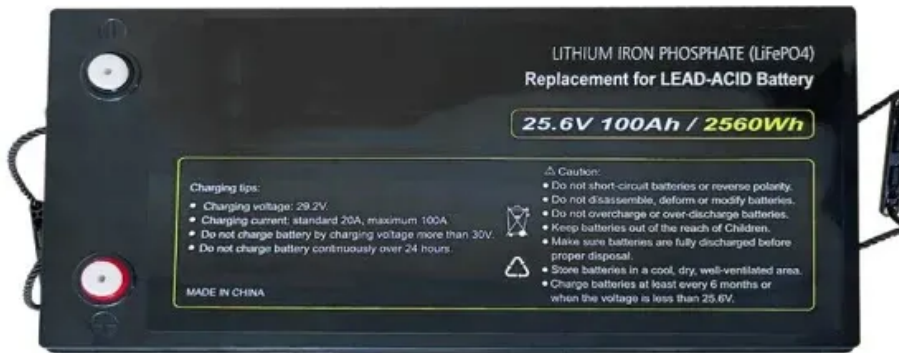 LITHIUM IRON PHOSPHATE (LiFePO4)
Replacement for LEAD-ACID Battery
25.6V 100Ah / 2560Wh
Charging tips:
• Charging voltage: 29.2V.
• Charging current: standard 20A, maximum 100A
• Do not charge battery by charging voltage more than 30V.
• Do not charge battery continuously over 24 hours.
MADE IN CHINA
⚠ Caution:
• Do not short-circuit batteries or reverse polarity.
• Do not disassemble, deform or modify batteries.
• Do not overcharge or over-discharge batteries.
• Keep batteries out of the reach of Children.
• Make sure batteries are fully discharged before
proper disposal.
• Store batteries in a cool, dry, well-ventilated area.
• Charge batteries at least every 6 months or
when the voltage is less than 25.6V.